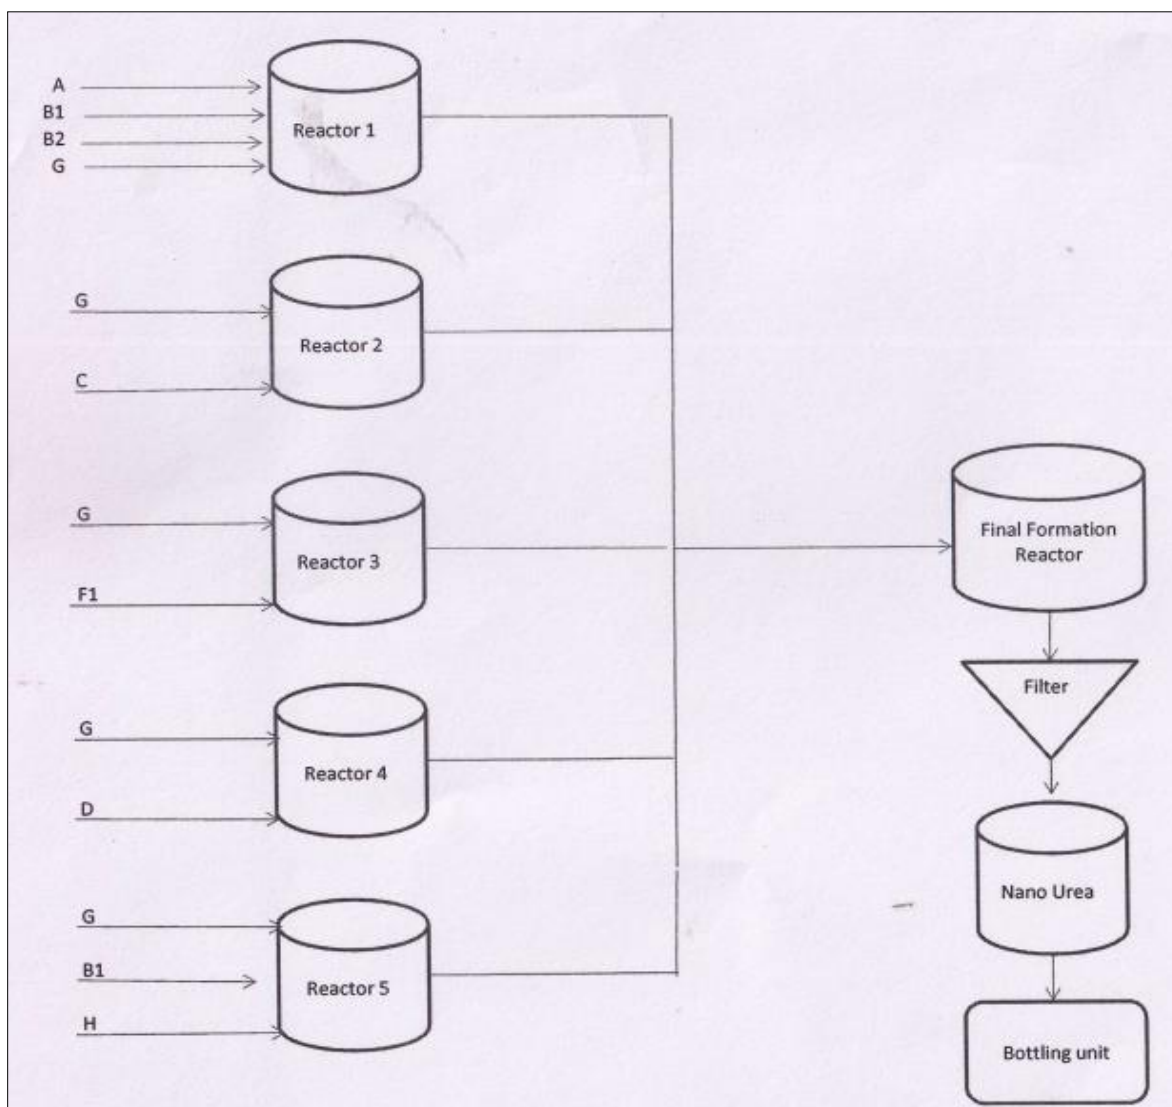 A
B1
B2
G
Reactor 1
G
C
Reactor 2
G
F1
Reactor 3
G
D
Reactor 4
G
B1
H
Reactor 5
Final Formation
Reactor
Filter
Nano Urea
Bottling unit